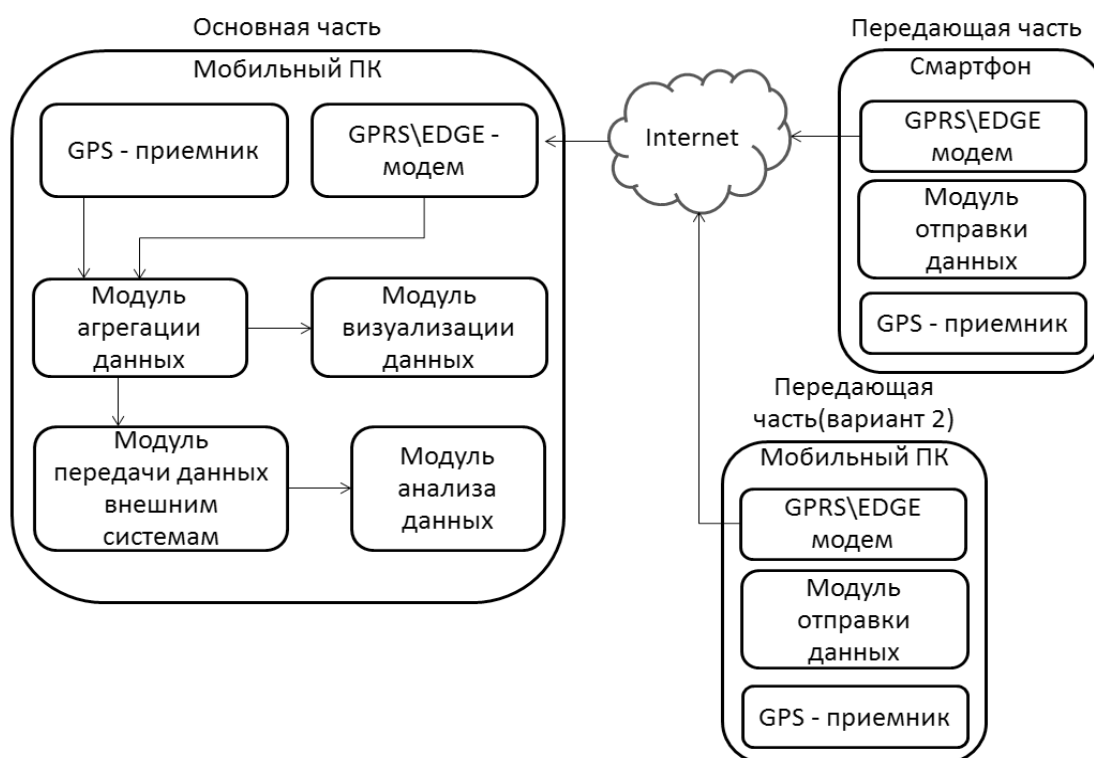 Основная часть
Мобильный ПК
GPS - приемник
GPRS\EDGE -
модем
Модуль
агрегации
данных
Модуль
визуализации
данных
Модуль
передачи данных
внешним
системам
Модуль
анализа
данных
Internet
Передающая часть
Смартфон
GPRS\EDGE
модем
Модуль
отправки
данных
GPS - приемник
Передающая
часть(вариант 2)
Мобильный ПК
GPRS\EDGE
модем
Модуль
отправки
данных
GPS - приемник